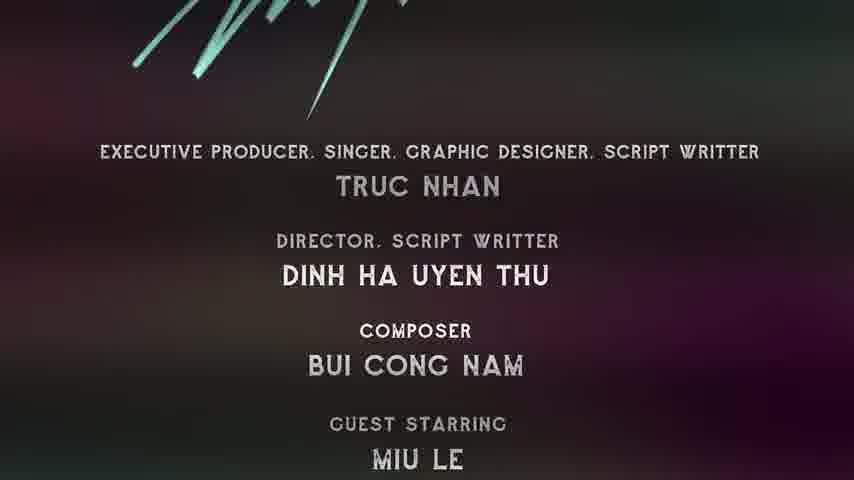 EXECUTIVE PRODUCER. SINGER. GRAPHIC DESIGNER. SCRIPT WRITTER
TRUC NHAN
DIRECTOR. SCRIPT WRITTER
DINH HA UYEN THU
COMPOSER
BUI CONG NAM
GUEST STARRING
MIU LE